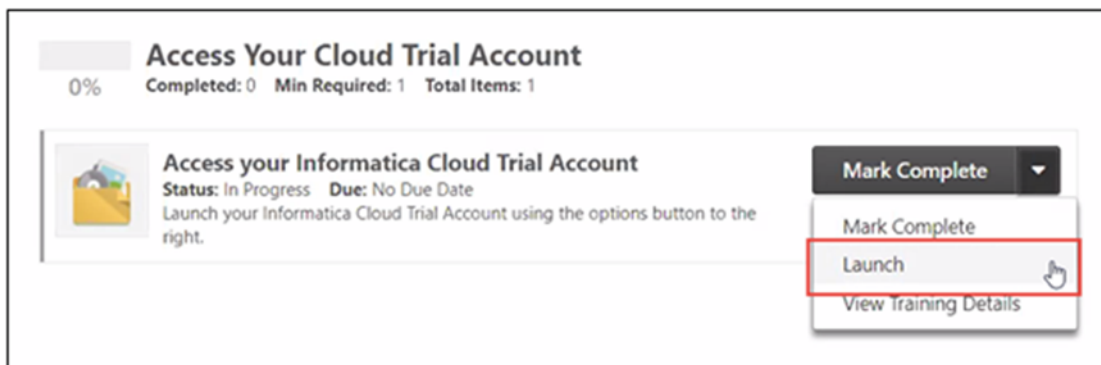 Access Your Cloud Trial Account
0%
Completed: 0 Min Required: 1 Total Items: 1
Access your Informatica Cloud Trial Account
Status: In Progress Due: No Due Date
Launch your Informatica Cloud Trial Account using the options button to the
right.
Mark Complete
Mark Complete
Launch
View Training Details